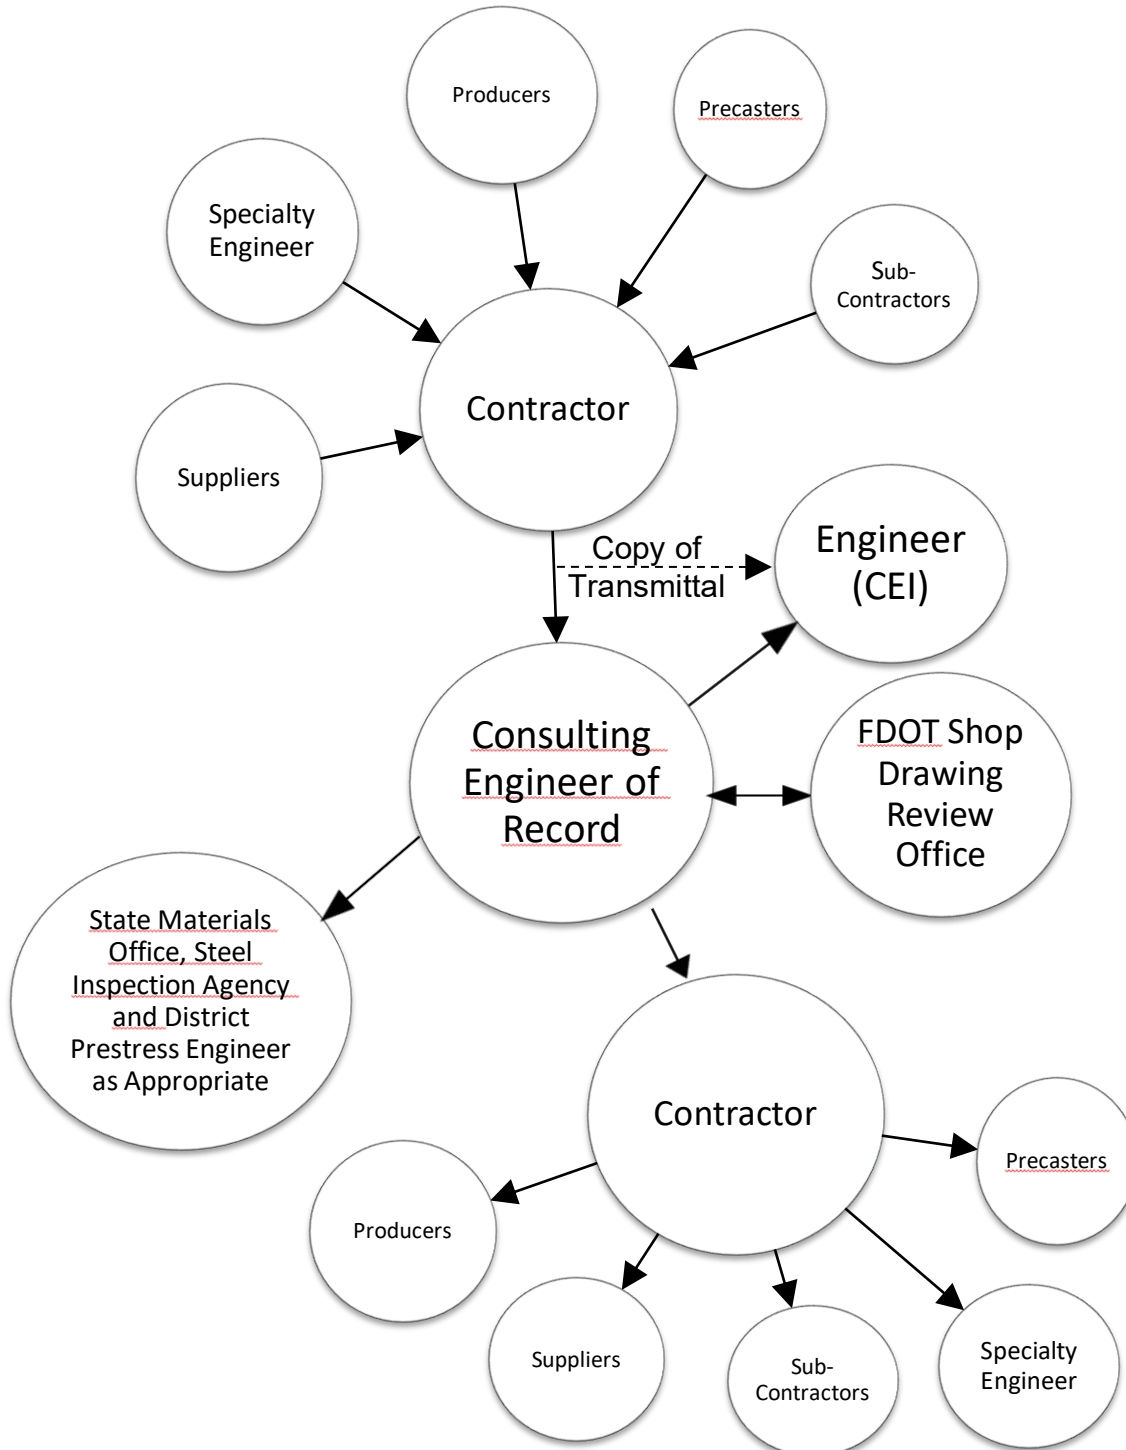 Producers
Precasters
Specialty
Engineer
Sub-
Contractors
Contractor
Suppliers
Copy of
Transmittal
Engineer
(CEI)
Consulting
Engineer of
Record
FDOT Shop
Drawing
Review
Office
State Materials
Office, Steel
Inspection Agency
and District
Prestress Engineer
as Appropriate
Contractor
Precasters
Producers
Suppliers
Sub-
Contractors
Specialty
Engineer